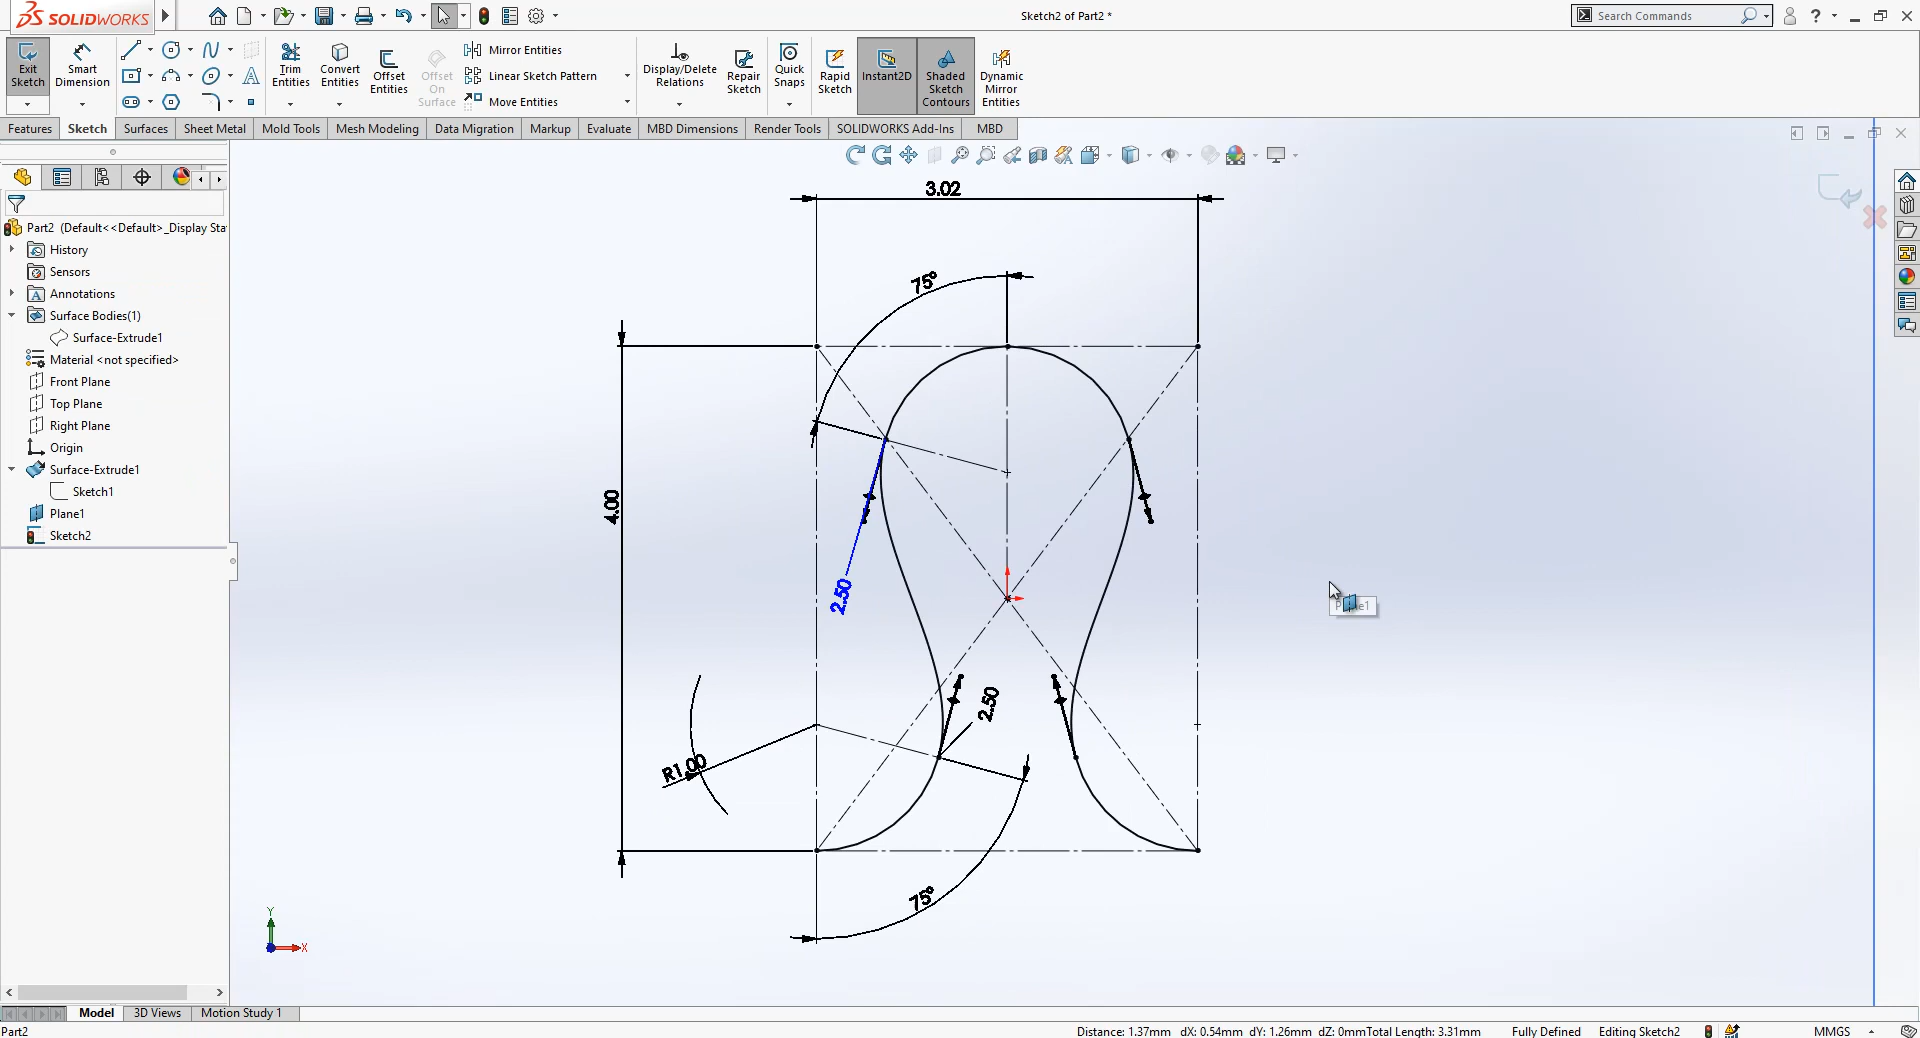 SOLIDWORKS
Sketch2 of Part2 *
Search Commands
?
Exit Sketch
Smart Dimension
Trim Entities
Convert Entities
Offset Entities
Offset On Surface
Mirror Entities
Linear Sketch Pattern
Move Entities
Display/Delete Relations
Repair Sketch
Quick Snaps
Rapid Sketch
Instant2D
Shaded Sketch Contours
Dynamic Mirror Entities
Features
Sketch
Surfaces
Sheet Metal
Mold Tools
Mesh Modeling
Data Migration
Markup
Evaluate
MBD Dimensions
Render Tools
SOLIDWORKS Add-Ins
MBD
Part2 (Default<<Default>_Display Sta
History
Sensors
Annotations
Surface Bodies(1)
Surface-Extrude1
Material <not specified>
Front Plane
Top Plane
Right Plane
Origin
Surface-Extrude1
Sketch1
Plane1
Sketch2
3.02
75°
4.00
2.50
2.50
R1.00
75°
Y
X
Model
3D Views
Motion Study 1
Part2
Distance: 1.37mm dX: 0.54mm dY: 1.26mm dZ: 0mmTotal Length: 3.31mm
Fully Defined
Editing Sketch2
MMGS